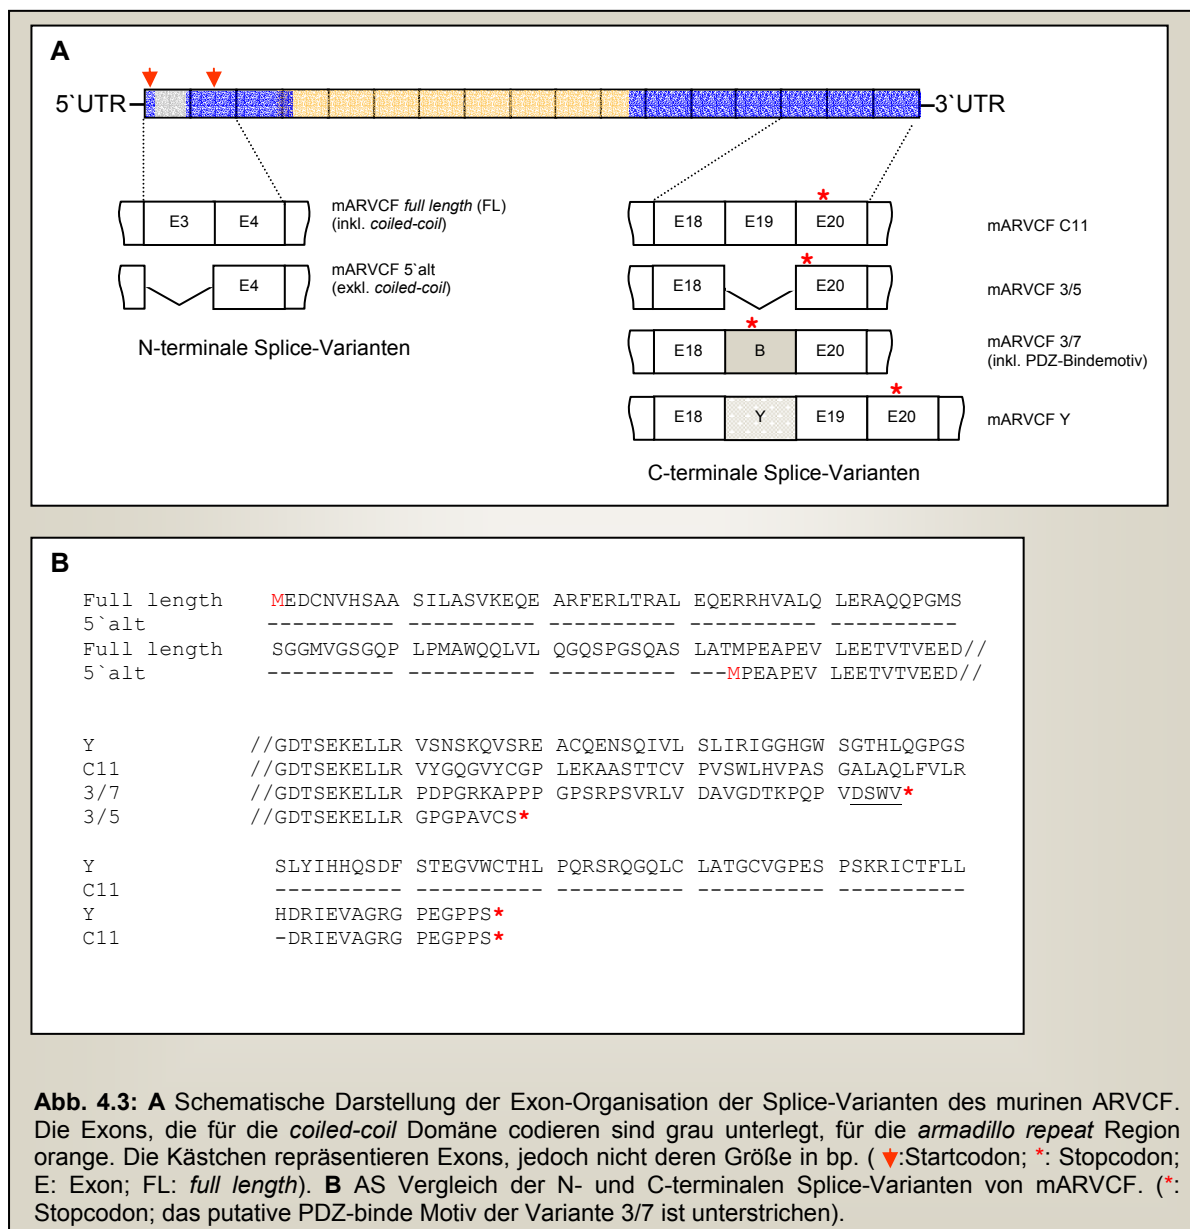 A
5`UTR
3`UTR
E3 E4
mARVCF full length (FL)
(inkl. coiled-coil)
E4
mARVCF 5`alt
(exkl. coiled-coil)
N-terminale Splice-Varianten
*
E18 E19 E20
mARVCF C11
*
E18 E20
mARVCF 3/5
*
E18 B E20
mARVCF 3/7
(inkl. PDZ-Bindemotiv)
*
E18 Y E19 E20
mARVCF Y
C-terminale Splice-Varianten
B
Full length MEDCNVHSAA SILASVKEQE ARFERLTRAL EQERRHVALQ LERAQQPGMS
5`alt ---------- ---------- ---------- ---------- ----------
Full length SGGMVGSGQP LPMAWQQLVL QGQSPGSQAS LATMPEAPEV LEETVTVEED//
5`alt ---------- ---------- ---------- ---MPEAPEV LEETVTVEED//
Y //GDTSEKELLR VSNSKQVSRE ACQENSQIVL SLIRIGGHGW SGTHLQGPGS
C11 //GDTSEKELLR VYGQGVYCGP LEKAASTTCV PVSWLHVPAS GALAQLFVLR
3/7 //GDTSEKELLR PDPGRKAPPP GPSRPSVRLV DAVGDTKPQP VDSWV*
3/5 //GDTSEKELLR GPGPAVCS*
Y SLYIHHQSDF STEGVWCTHL PQRSRQGQLC LATGCVGPES PSKRICTFLL
C11 ---------- ---------- ---------- ---------- ----------
Y HDRIEVAGRG PEGPPS*
C11 -DRIEVAGRG PEGPPS*
Abb. 4.3: A Schematische Darstellung der Exon-Organisation der Splice-Varianten des murinen ARVCF.
Die Exons, die für die coiled-coil Domäne codieren sind grau unterlegt, für die armadillo repeat Region
orange. Die Kästchen repräsentieren Exons, jedoch nicht deren Größe in bp. ( :Startcodon; *: Stopcodon;
E: Exon; FL: full length). B AS Vergleich der N- und C-terminalen Splice-Varianten von mARVCF. (*:
Stopcodon; das putative PDZ-binde Motiv der Variante 3/7 ist unterstrichen).